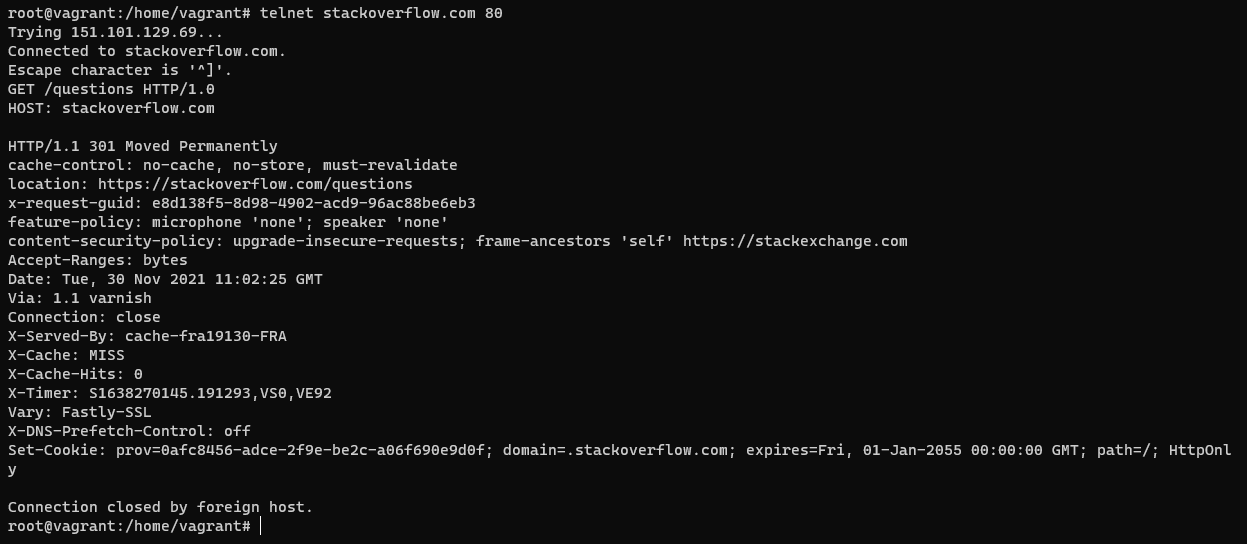 root@vagrant:/home/vagrant# telnet stackoverflow.com 80
Trying 151.101.129.69...
Connected to stackoverflow.com.
Escape character is '^]'.
GET /questions HTTP/1.0
HOST: stackoverflow.com

HTTP/1.1 301 Moved Permanently
cache-control: no-cache, no-store, must-revalidate
location: https://stackoverflow.com/questions
x-request-guid: e8d138f5-8d98-4902-acd9-96ac88be6eb3
feature-policy: microphone 'none'; speaker 'none'
content-security-policy: upgrade-insecure-requests; frame-ancestors 'self' https://stackexchange.com
Accept-Ranges: bytes
Date: Tue, 30 Nov 2021 11:02:25 GMT
Via: 1.1 varnish
Connection: close
X-Served-By: cache-fra19130-FRA
X-Cache: MISS
X-Cache-Hits: 0
X-Timer: S1638270145.191293,VS0,VE92
Vary: Fastly-SSL
X-DNS-Prefetch-Control: off
Set-Cookie: prov=0afc8456-adce-2f9e-be2c-a06f690e9d0f; domain=.stackoverflow.com; expires=Fri, 01-Jan-2055 00:00:00 GMT; path=/; HttpOnl
y

Connection closed by foreign host.
root@vagrant:/home/vagrant#